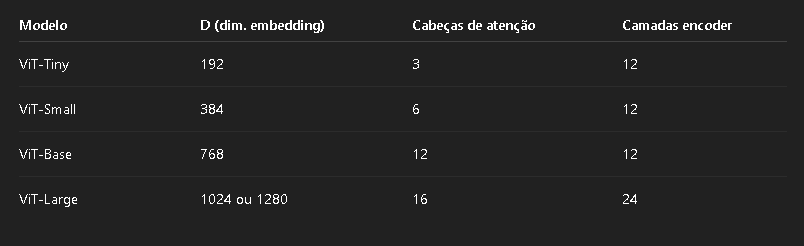 Modelo D (dim. embedding) Cabeças de atenção Camadas encoder
ViT-Tiny 192 3 12
ViT-Small 384 6 12
ViT-Base 768 12 12
ViT-Large 1024 ou 1280 16 24